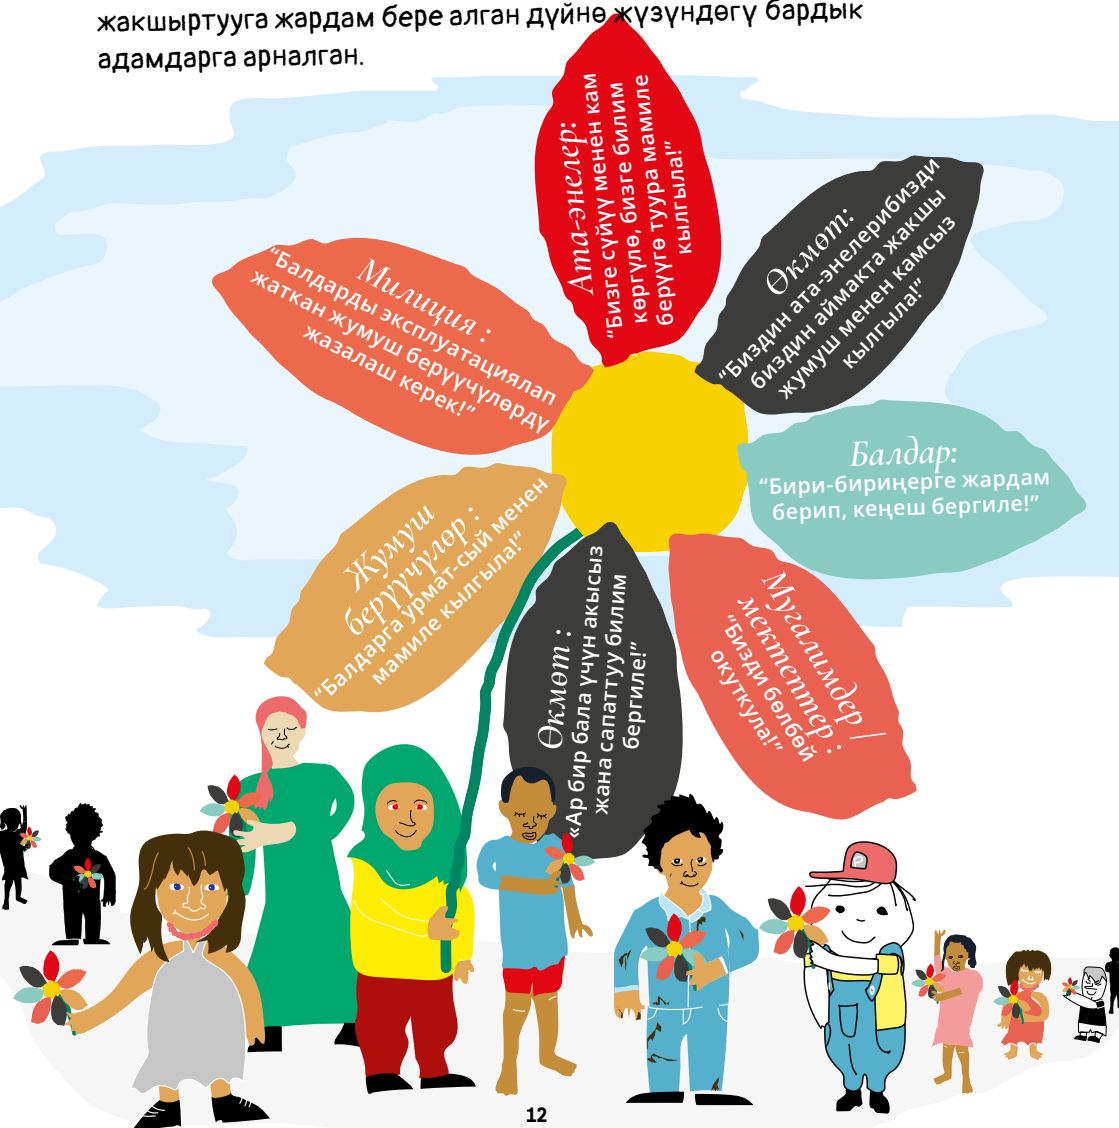 жакшыртууга жардам бере алган дүйнө жүзүндөгү бардык
адамдарга арналган.
Ата-энелер:
“Бизге сүйүү менен кам
көргүлө, бизге билим
берүүгө туура мамиле
кылгыла!”
Өкмөт:
“Биздин ата-энелерибизди
биздин аймакта жакшы
жумуш менен камсыз
кылгыла!”
Балдар:
“Бири-бириңерге жардам
берип, кеңеш бергиле!”
Мугалимдер /
мектептер :
“Бизди бөлбөй
окуткула!”
Өкмөт :
«Ар бир бала үчүн акысыз
жана сапаттуу билим
бергиле!”
Жумуш
берүүчүлөр :
“Балдарга урмат-сый менен
мамиле кылгыла!”
Милиция :
“Балдарды эксплуатациялап
жаткан жумуш берүүчүлөрдү
жазалаш керек!”
12